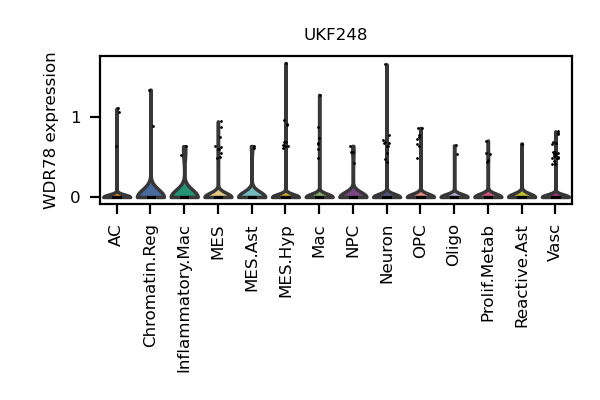 UKF248
WDR78 expression
1
0
AC
Chromatin.Reg
Inflammatory.Mac
MES
MES.Ast
MES.Hyp
Mac
NPC
Neuron
OPC
Oligo
Prolif.Metab
Reactive.Ast
Vasc